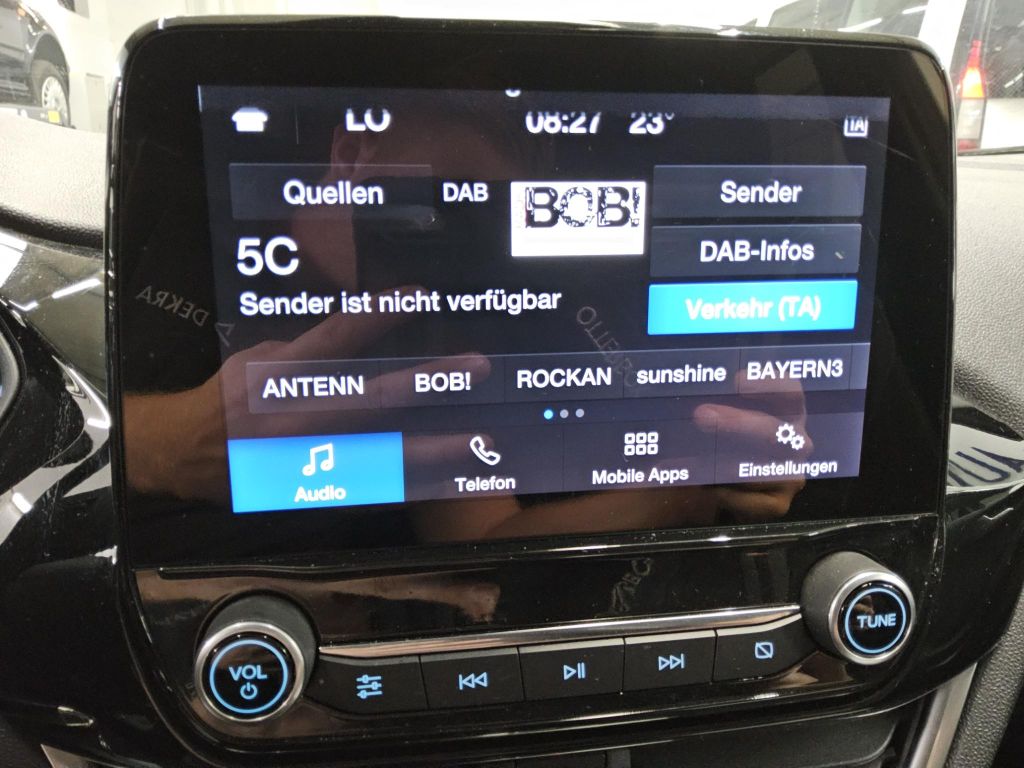 LO 08:27 23° TA
Quellen DAB BOB! Sender
5C
DAB-Infos
Sender ist nicht verfügbar
Verkehr (TA)
ANTENN BOB! ROCKAN sunshine BAYERN3
Audio Telefon Mobile Apps Einstellungen
DEKRA
VOL TUNE